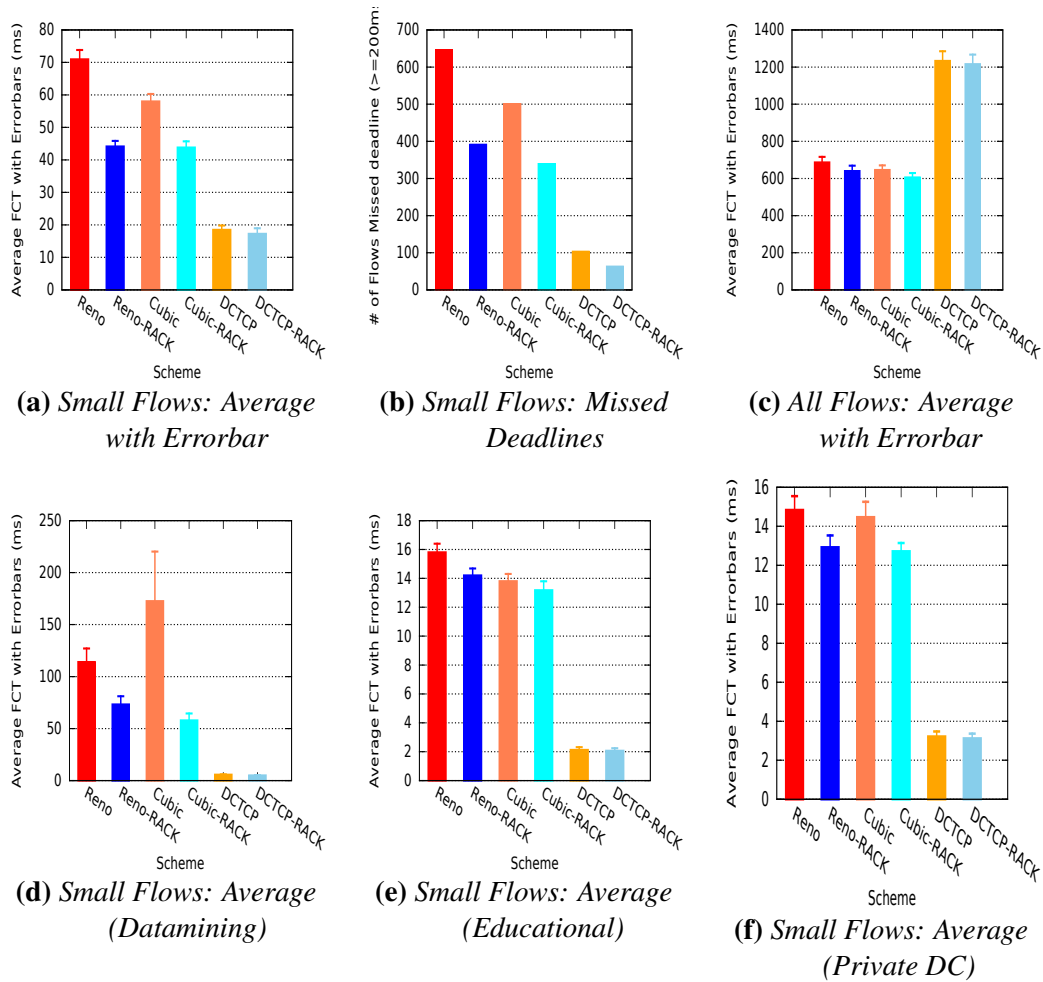 Average FCT with Errorbars (ms)
80
70
60
50
40
30
20
10
0
Reno
Reno-RACK
Cubic
Cubic-RACK
DCTCP
DCTCP-RACK
Scheme
(a) Small Flows: Average
with Errorbar
# of Flows Missed deadline (>=200ms
700
600
500
400
300
200
100
0
Reno
Reno-RACK
Cubic
Cubic-RACK
DCTCP
DCTCP-RACK
Scheme
(b) Small Flows: Missed
Deadlines
Average FCT with Errorbars (ms)
1400
1200
1000
800
600
400
200
0
Reno
Reno-RACK
Cubic
Cubic-RACK
DCTCP
DCTCP-RACK
Scheme
(c) All Flows: Average
with Errorbar
Average FCT with Errorbars (ms)
250
200
150
100
50
0
Reno
Reno-RACK
Cubic
Cubic-RACK
DCTCP
DCTCP-RACK
Scheme
(d) Small Flows: Average
(Datamining)
Average FCT with Errorbars (ms)
18
16
14
12
10
8
6
4
2
0
Reno
Reno-RACK
Cubic
Cubic-RACK
DCTCP
DCTCP-RACK
Scheme
(e) Small Flows: Average
(Educational)
Average FCT with Errorbars (ms)
16
14
12
10
8
6
4
2
0
Reno
Reno-RACK
Cubic
Cubic-RACK
DCTCP
DCTCP-RACK
Scheme
(f) Small Flows: Average
(Private DC)